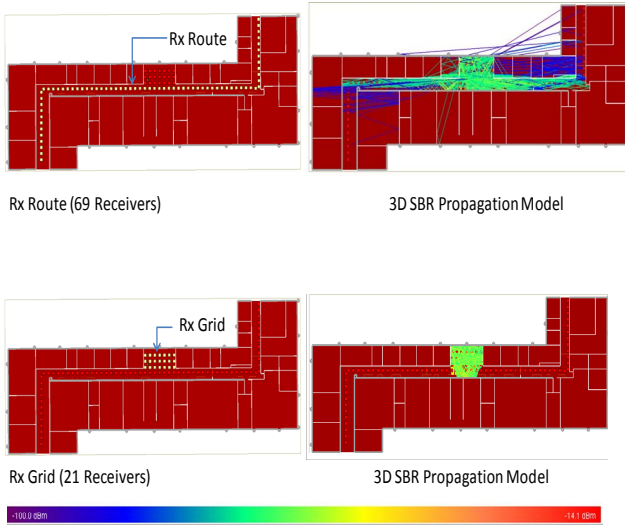 Rx Route
Rx Route (69 Receivers)
3D SBR Propagation Model
Rx Grid
Rx Grid (21 Receivers)
3D SBR Propagation Model
-100.0 dBm
-14.1 dBm